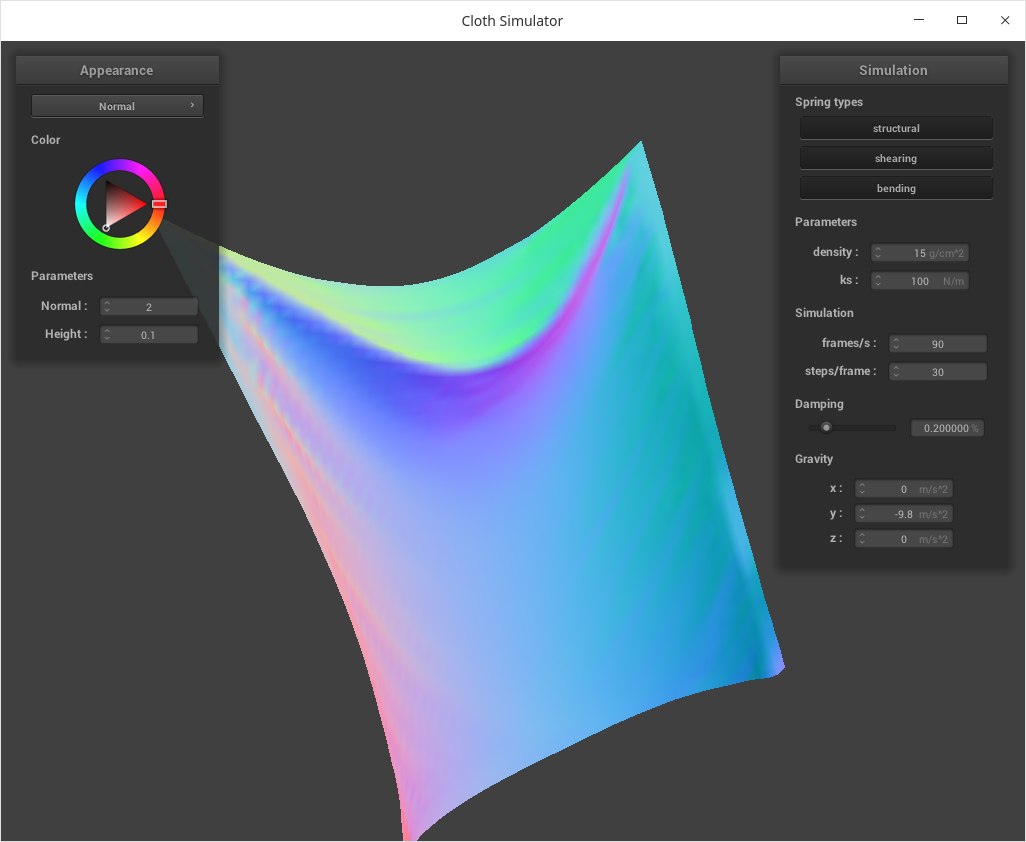 Cloth Simulator
Appearance
Normal
Color
Parameters
Normal : 2
Height : 0.1
Simulation
Spring types
structural
shearing
bending
Parameters
density : 15 g/cm^2
ks : 100 N/m
Simulation
frames/s : 90
steps/frame : 30
Damping
0.200000 %
Gravity
x : 0 m/s^2
y : -9.8 m/s^2
z : 0 m/s^2